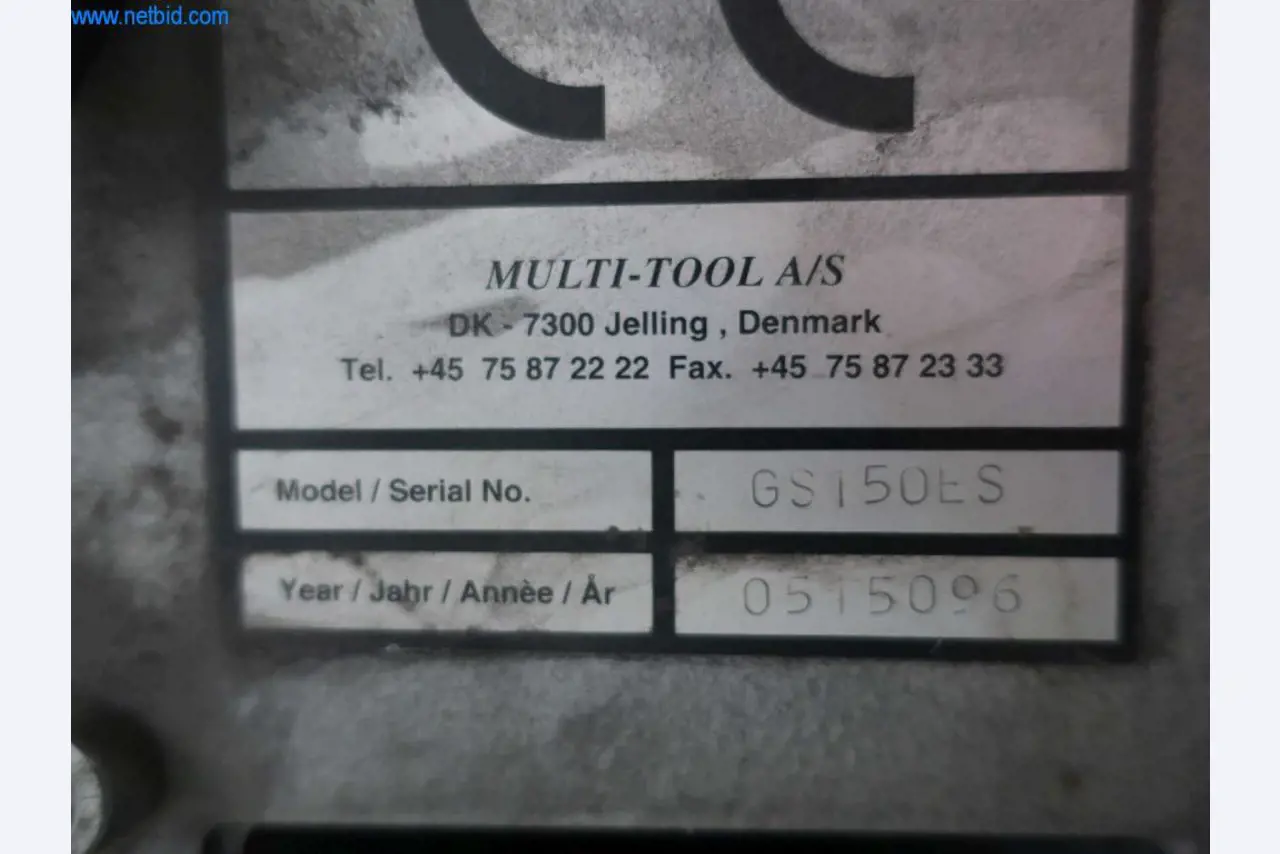 www.netbid.com
CE
MULTI-TOOL A/S
DK - 7300 Jelling , Denmark
Tel. +45 75 87 22 22 Fax. +45 75 87 23 33
Model / Serial No. GS150ES
Year / Jahr / Annèe / År 0515096